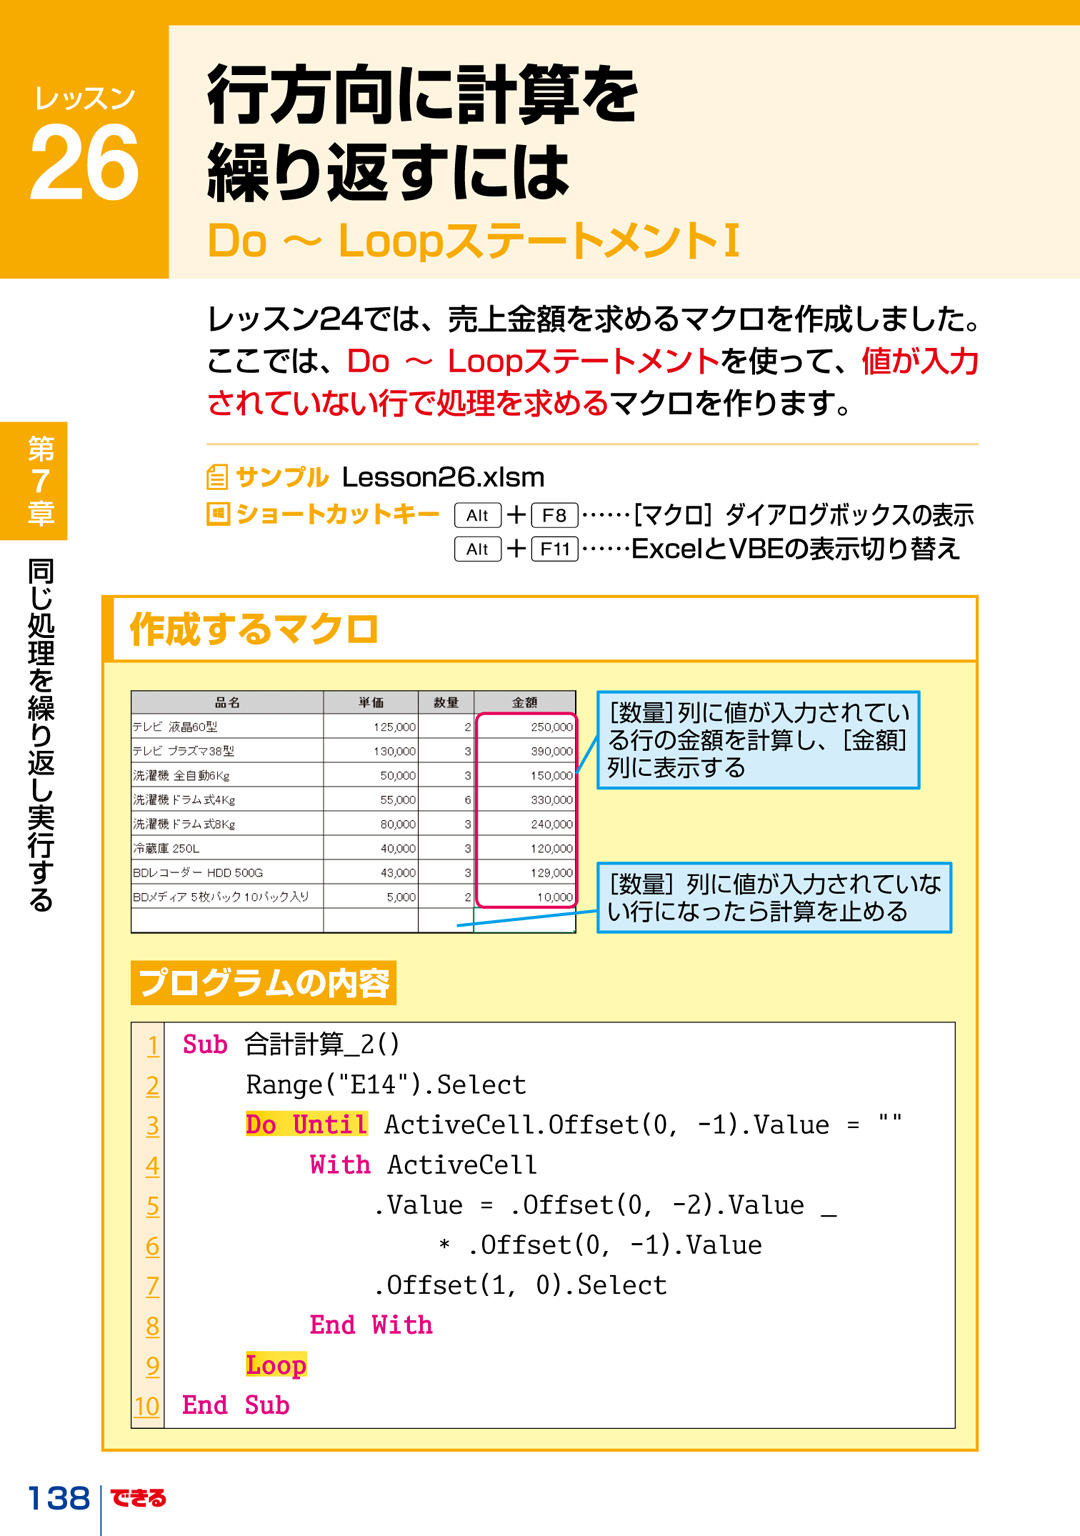 レッスン
26
行方向に計算を
繰り返すには
Do ～ LoopステートメントⅠ
レッスン24では、売上金額を求めるマクロを作成しました。
ここでは、Do ～ Loopステートメントを使って、値が入力
されていない行で処理を求めるマクロを作ります。
サンプル Lesson26.xlsm
ショートカットキー Alt ＋ F8 ……[マクロ] ダイアログボックスの表示
Alt ＋ F11 ……ExcelとVBEの表示切り替え
第7章
同じ処理を繰り返し実行する
作成するマクロ
品名 単価 数量 金額
テレビ 液晶60型 125,000 2 250,000
テレビ プラズマ38型 130,000 3 390,000
洗濯機 全自動6Kg 50,000 3 150,000
洗濯機ドラム式4Kg 55,000 6 330,000
洗濯機ドラム式8Kg 80,000 3 240,000
冷蔵庫 250L 40,000 3 120,000
BDレコーダー HDD 500G 43,000 3 129,000
BDメディア 5枚パック10パック入り 5,000 2 10,000
[数量]列に値が入力されてい
る行の金額を計算し、[金額]
列に表示する
[数量] 列に値が入力されていな
い行になったら計算を止める
プログラムの内容
1 Sub 合計計算_2()
2 Range("E14").Select
3 Do Until ActiveCell.Offset(0, -1).Value = ""
4 With ActiveCell
5 .Value = .Offset(0, -2).Value _
6 * .Offset(0, -1).Value
7 .Offset(1, 0).Select
8 End With
9 Loop
10 End Sub
138 できる